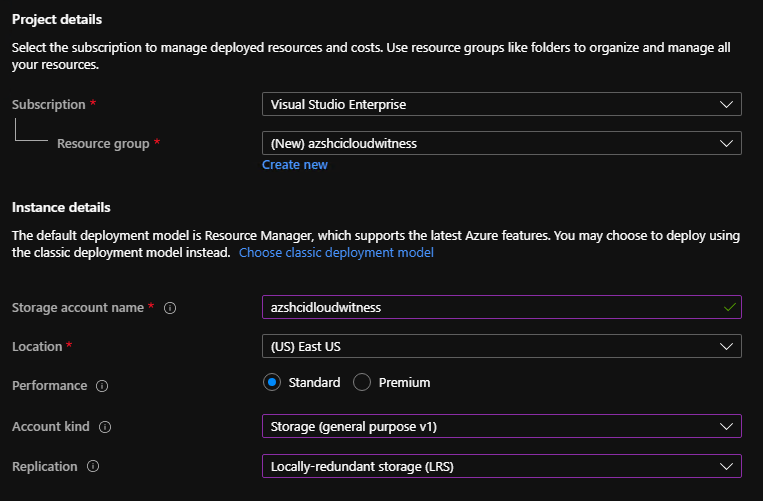 Project details
Select the subscription to manage deployed resources and costs. Use resource groups like folders to organize and manage all
your resources.
Subscription *
Visual Studio Enterprise
Resource group *
(New) azshcicloudwitness
Create new
Instance details
The default deployment model is Resource Manager, which supports the latest Azure features. You may choose to deploy using
the classic deployment model instead. Choose classic deployment model
Storage account name *
azshcidloudwitness
Location *
(US) East US
Performance
Standard Premium
Account kind
Storage (general purpose v1)
Replication
Locally-redundant storage (LRS)